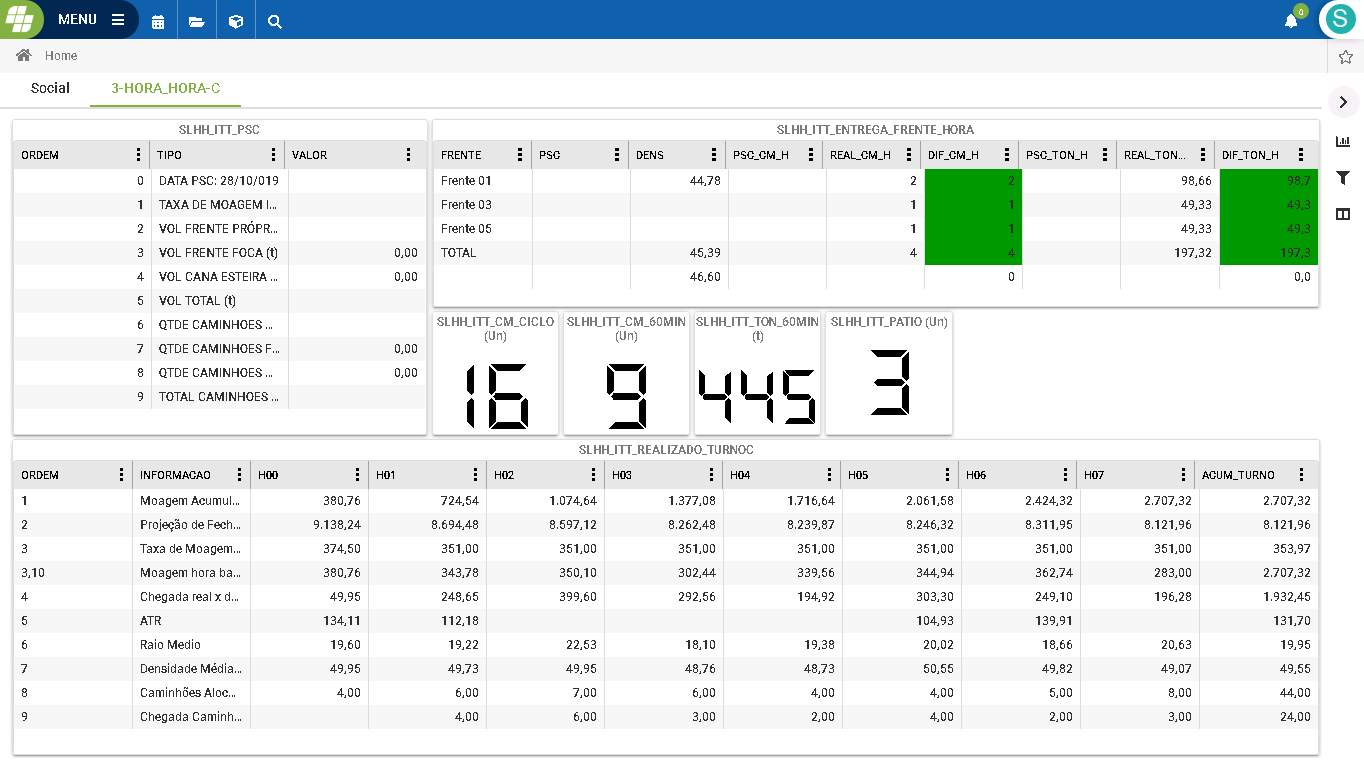 MENU
0
S
Home
Social 3-HORA_HORA-C
SLHH_ITT_PSC
ORDEM TIPO VALOR
0 DATA PSC: 28/10/019
1 TAXA DE MOAGEM I...
2 VOL FRENTE PRÓPR...
3 VOL FRENTE FOCA (t) 0,00
4 VOL CANA ESTEIRA ... 0,00
5 VOL TOTAL (t)
6 QTDE CAMINHOES ...
7 QTDE CAMINHOES F... 0,00
8 QTDE CAMINHOES ... 0,00
9 TOTAL CAMINHOES ...
SLHH_ITT_ENTREGA_FRENTE_HORA
FRENTE PSC DENS PSC_CM_H REAL_CM_H DIF_CM_H PSC_TON_H REAL_TON... DIF_TON_H
Frente 01 44,78 2 2 98,66 98,7
Frente 03 1 1 49,33 49,3
Frente 05 1 1 49,33 49,3
TOTAL 45,39 4 4 197,32 197,3
46,60 0 0,0
SLHH_ITT_CM_CICLO
(Un)
16
SLHH_ITT_CM_60MIN
(Un)
9
SLHH_ITT_TON_60MIN
(t)
445
SLHH_ITT_PATIO (Un)
3
SLHH_ITT_REALIZADO_TURNOC
ORDEM INFORMACAO H00 H01 H02 H03 H04 H05 H06 H07 ACUM_TURNO
1 Moagem Acumul... 380,76 724,54 1.074,64 1.377,08 1.716,64 2.061,58 2.424,32 2.707,32 2.707,32
2 Projeção de Fech... 9.138,24 8.694,48 8.597,12 8.262,48 8.239,87 8.246,32 8.311,95 8.121,96 8.121,96
3 Taxa de Moagem... 374,50 351,00 351,00 351,00 351,00 351,00 351,00 351,00 353,97
3,10 Moagem hora ba... 380,76 343,78 350,10 302,44 339,56 344,94 362,74 283,00 2.707,32
4 Chegada real x d... 49,95 248,65 399,60 292,56 194,92 303,30 249,10 196,28 1.932,45
5 ATR 134,11 112,18 104,93 139,91 131,70
6 Raio Medio 19,60 19,22 22,53 18,10 19,38 20,02 18,66 20,63 19,95
7 Densidade Média... 49,95 49,73 49,95 48,76 48,73 50,55 49,82 49,07 49,55
8 Caminhões Aloc... 4,00 6,00 7,00 6,00 4,00 4,00 5,00 8,00 44,00
9 Chegada Caminh... 4,00 6,00 3,00 2,00 4,00 2,00 3,00 24,00